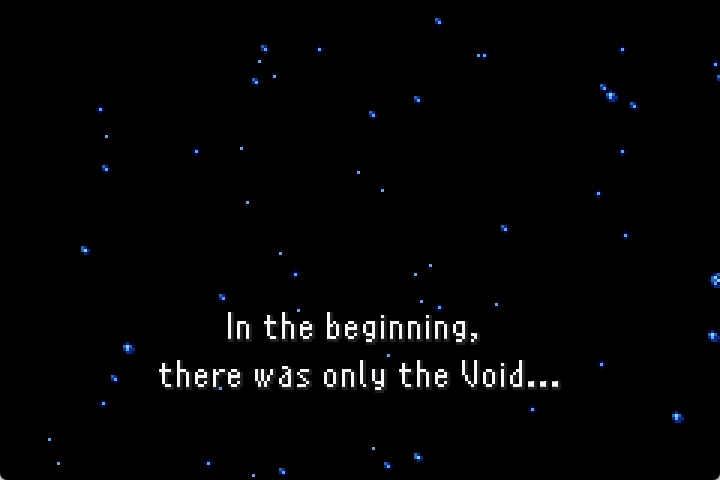 In the beginning,
there was only the Void...